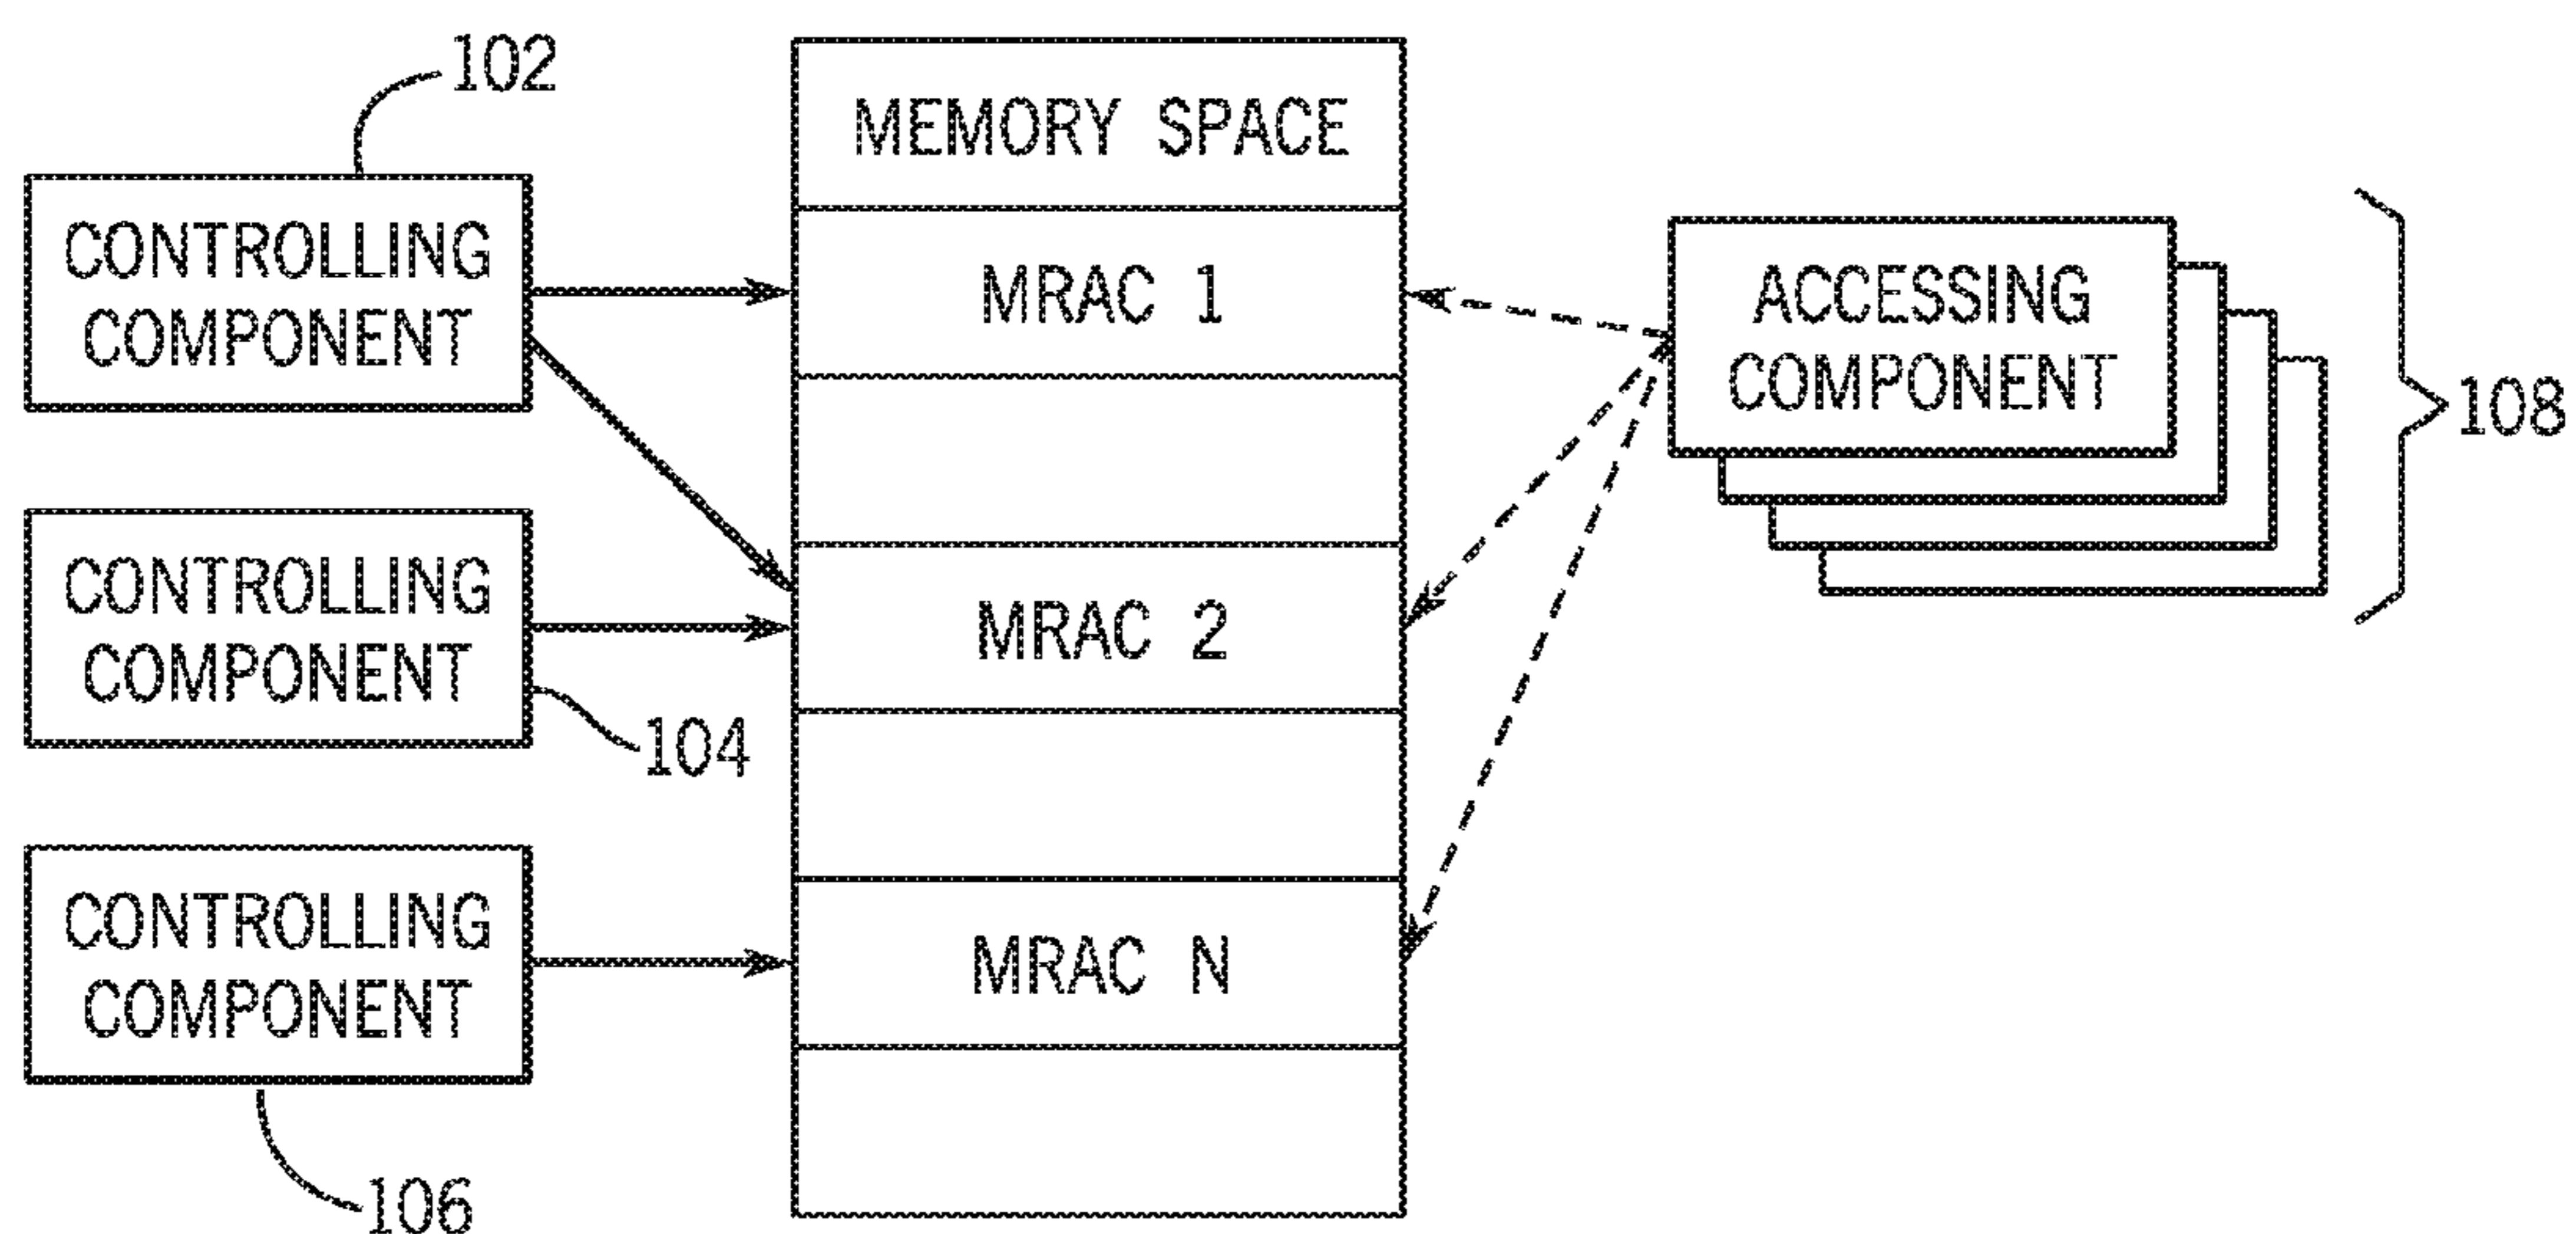 102
CONTROLLING
COMPONENT
CONTROLLING
COMPONENT
104
CONTROLLING
COMPONENT
106
MEMORY SPACE
MRAC 1
MRAC 2
MRAC N
ACCESSING
COMPONENT
108